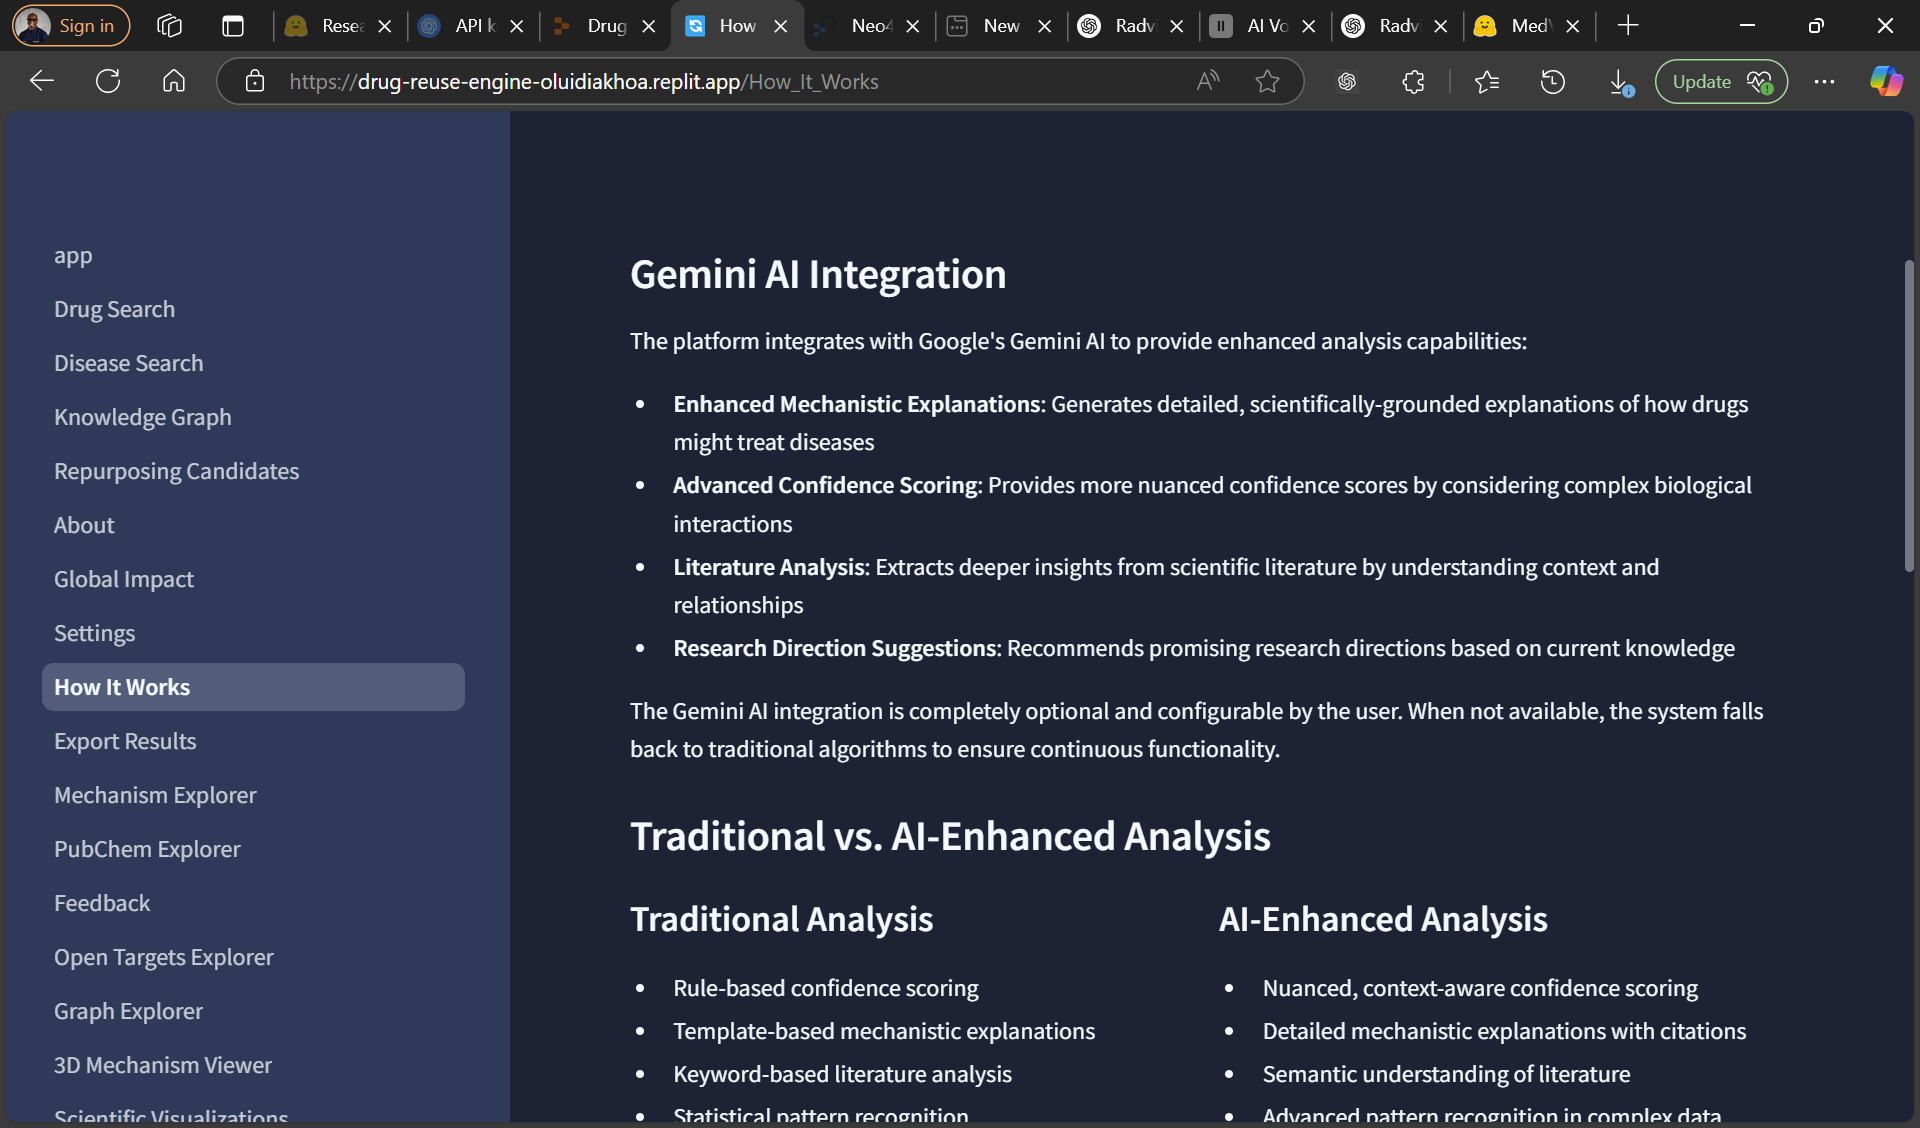 Sign in
Resea
API k
Drug
How
Neo4
New
Radvi
AI Vo
Radvi
MedV
https://drug-reuse-engine-oluidiakhoa.replit.app/How_It_Works
Update
app
Drug Search
Disease Search
Knowledge Graph
Repurposing Candidates
About
Global Impact
Settings
How It Works
Export Results
Mechanism Explorer
PubChem Explorer
Feedback
Open Targets Explorer
Graph Explorer
3D Mechanism Viewer
Scientific Visualizations
Gemini AI Integration
The platform integrates with Google's Gemini AI to provide enhanced analysis capabilities:
• Enhanced Mechanistic Explanations: Generates detailed, scientifically-grounded explanations of how drugs
might treat diseases
• Advanced Confidence Scoring: Provides more nuanced confidence scores by considering complex biological
interactions
• Literature Analysis: Extracts deeper insights from scientific literature by understanding context and
relationships
• Research Direction Suggestions: Recommends promising research directions based on current knowledge
The Gemini AI integration is completely optional and configurable by the user. When not available, the system falls
back to traditional algorithms to ensure continuous functionality.
Traditional vs. AI-Enhanced Analysis
Traditional Analysis
• Rule-based confidence scoring
• Template-based mechanistic explanations
• Keyword-based literature analysis
• Statistical pattern recognition
AI-Enhanced Analysis
• Nuanced, context-aware confidence scoring
• Detailed mechanistic explanations with citations
• Semantic understanding of literature
• Advanced pattern recognition in complex data